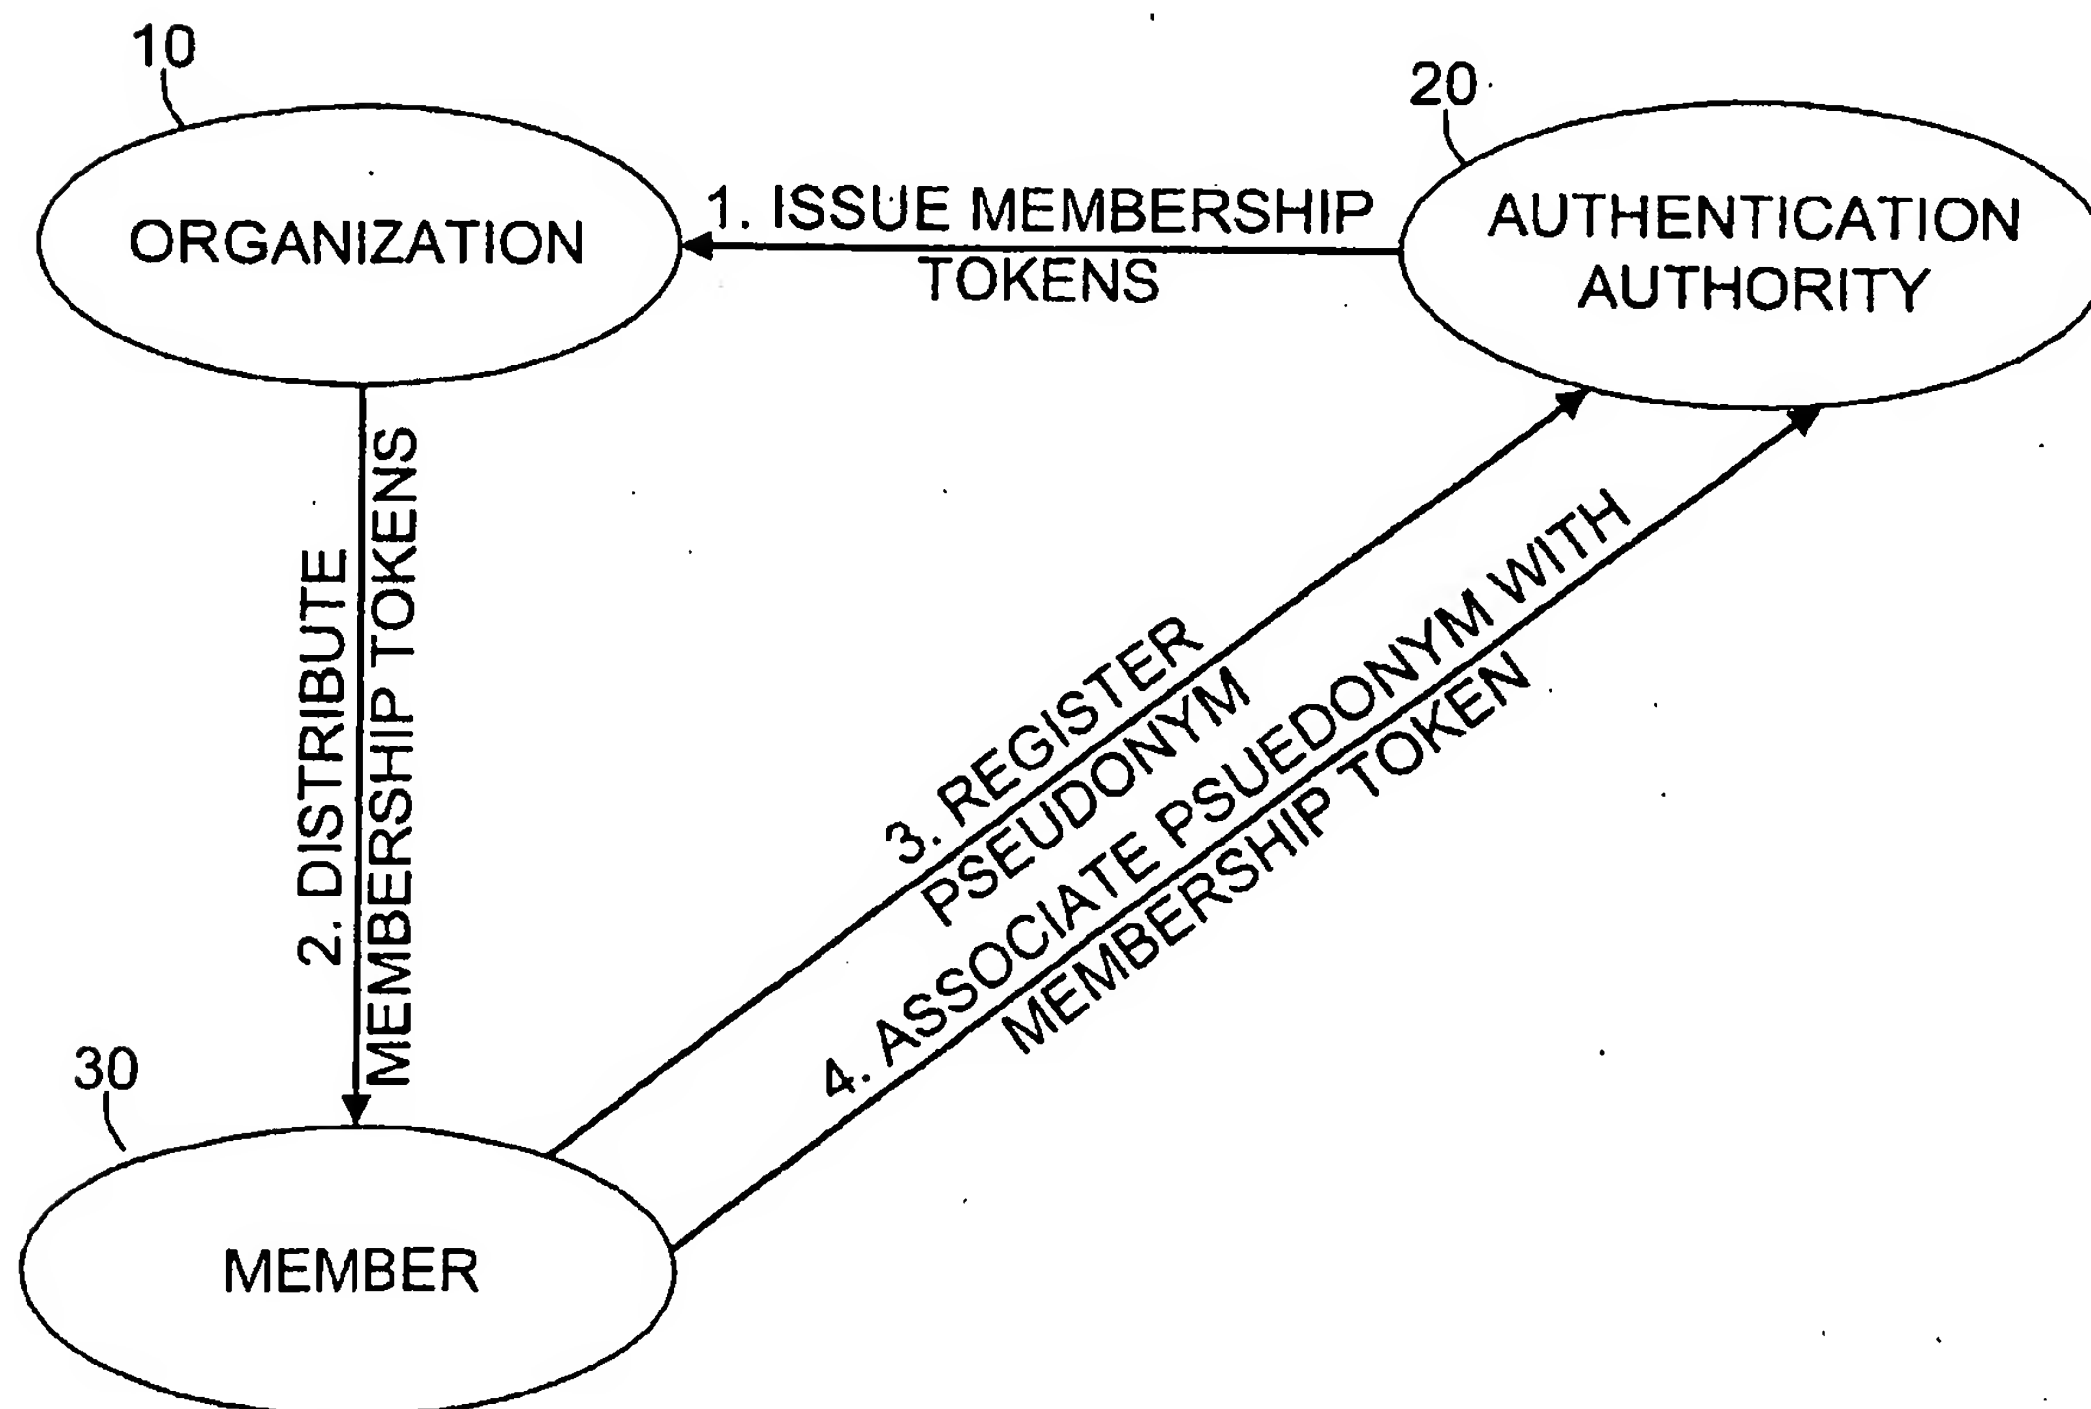 10
20
ORGANIZATION
1. ISSUE MEMBERSHIP
TOKENS
AUTHENTICATION
AUTHORITY
2. DISTRIBUTE
MEMBERSHIP TOKENS
3. REGISTER
PSEUDONYM
4. ASSOCIATE PSUEDONYM WITH
MEMBERSHIP TOKEN
30
MEMBER